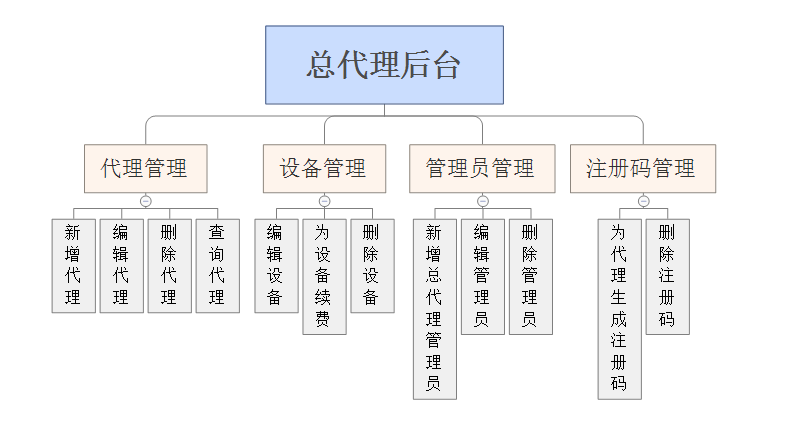 总代理后台
代理管理
设备管理
管理员管理
注册码管理
新增代理
编辑代理
删除代理
查询代理
编辑设备
为设备续费
删除设备
新增总代理管理员
编辑管理员
删除管理员
为代理生成注册码
删除注册码